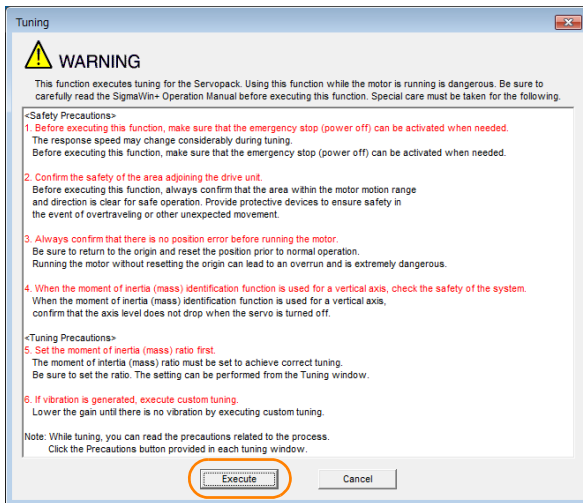 Tuning
WARNING
This function executes tuning for the Servopack. Using this function while the motor is running is dangerous. Be sure to
carefully read the SigmaWin+ Operation Manual before executing this function. Special care must be taken for the following.
<Safety Precautions>
1. Before executing this function, make sure that the emergency stop (power off) can be activated when needed.
The response speed may change considerably during tuning.
Before executing this function, make sure that the emergency stop (power off) can be activated when needed.
2. Confirm the safety of the area adjoining the drive unit.
Before executing this function, always confirm that the area within the motor motion range
and direction is clear for safe operation. Provide protective devices to ensure safety in
the event of overtraveling or other unexpected movement.
3. Always confirm that there is no position error before running the motor.
Be sure to return to the origin and reset the position prior to normal operation.
Running the motor without resetting the origin can lead to an overrun and is extremely dangerous.
4. When the moment of inertia (mass) identification function is used for a vertical axis, check the safety of the system.
When the moment of inertia (mass) identification function is used for a vertical axis,
confirm that the axis level does not drop when the servo is turned off.
<Tuning Precautions>
5. Set the moment of inertia (mass) ratio first.
The moment of intertia (mass) ratio must be set to achieve correct tuning.
Be sure to set the ratio. The setting can be performed from the Tuning window.
6. If vibration is generated, execute custom tuning.
Lower the gain until there is no vibration by executing custom tuning.
Note: While tuning, you can read the precautions related to the process.
Click the Precautions button provided in each tuning window.
Execute Cancel